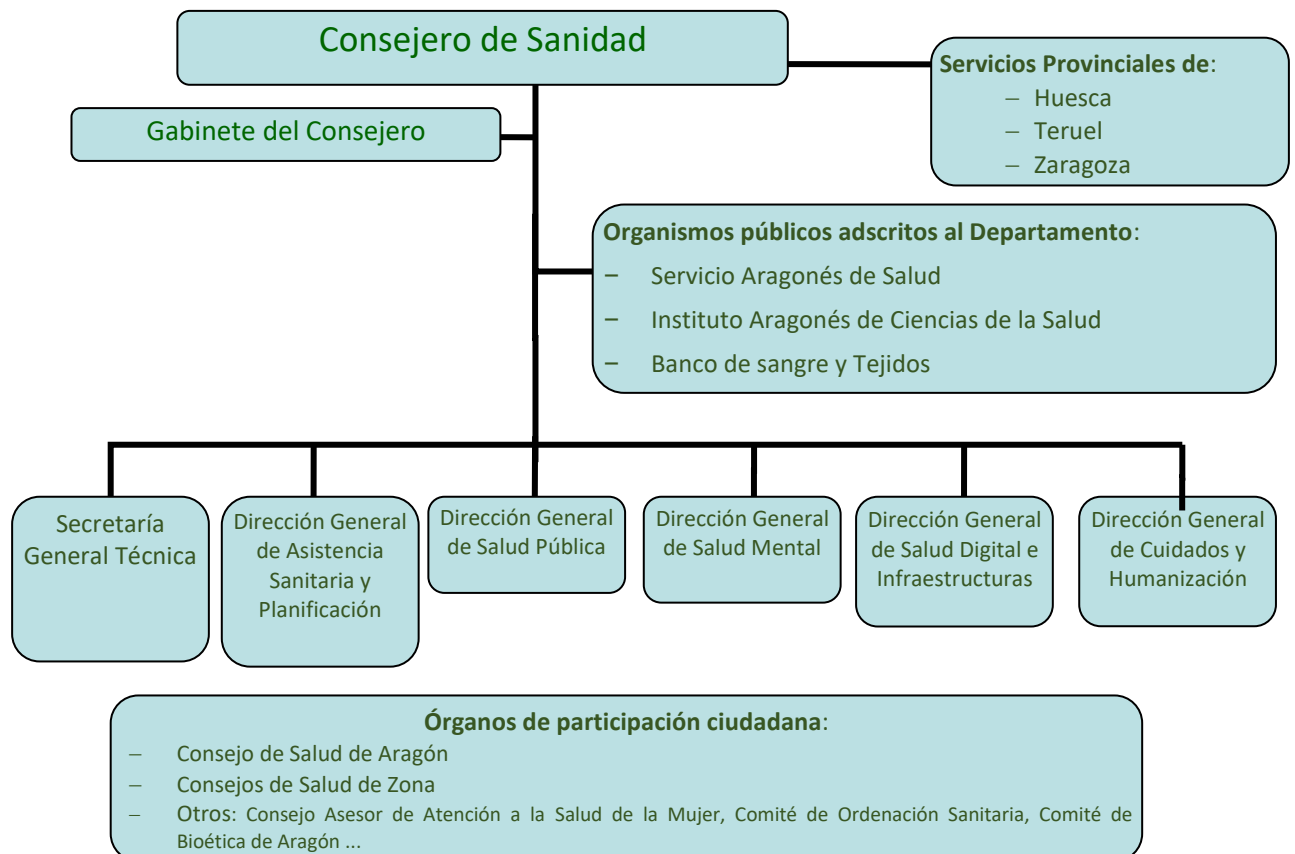 Consejero de Sanidad
Servicios Provinciales de:
– Huesca
– Teruel
– Zaragoza
Gabinete del Consejero
Organismos públicos adscritos al Departamento:
– Servicio Aragonés de Salud
– Instituto Aragonés de Ciencias de la Salud
– Banco de sangre y Tejidos
Secretaría
General Técnica
Dirección General
de Asistencia
Sanitaria y
Planificación
Dirección General
de Salud Pública
Dirección General
de Salud Mental
Dirección General
de Salud Digital e
Infraestructuras
Dirección General
de Cuidados y
Humanización
Órganos de participación ciudadana:
– Consejo de Salud de Aragón
– Consejos de Salud de Zona
– Otros: Consejo Asesor de Atención a la Salud de la Mujer, Comité de Ordenación Sanitaria, Comité de
Bioética de Aragón ...